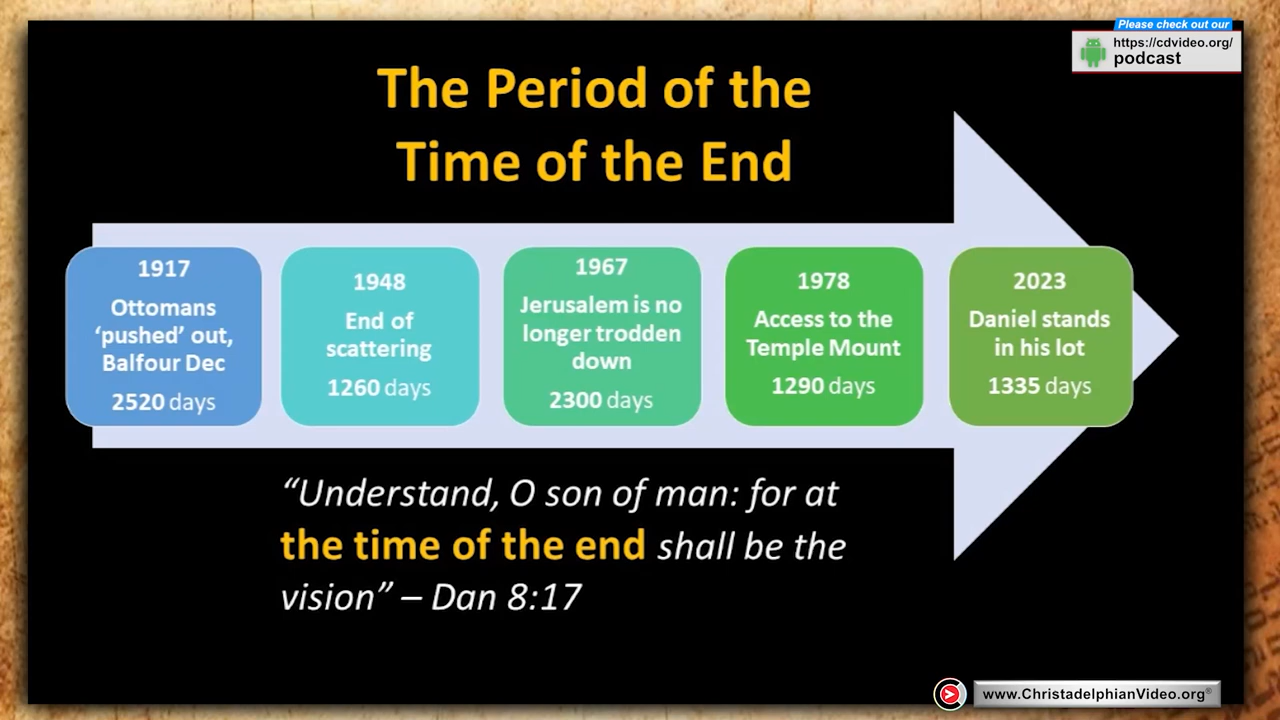 Please check out our
https://cdvideo.org/
podcast
The Period of the
Time of the End
1917
Ottomans
‘pushed’ out,
Balfour Dec
2520 days
1948
End of
scattering
1260 days
1967
Jerusalem is no
longer trodden
down
2300 days
1978
Access to the
Temple Mount
1290 days
2023
Daniel stands
in his lot
1335 days
“Understand, O son of man: for at
the time of the end shall be the
vision” – Dan 8:17
www.ChristadelphianVideo.org®